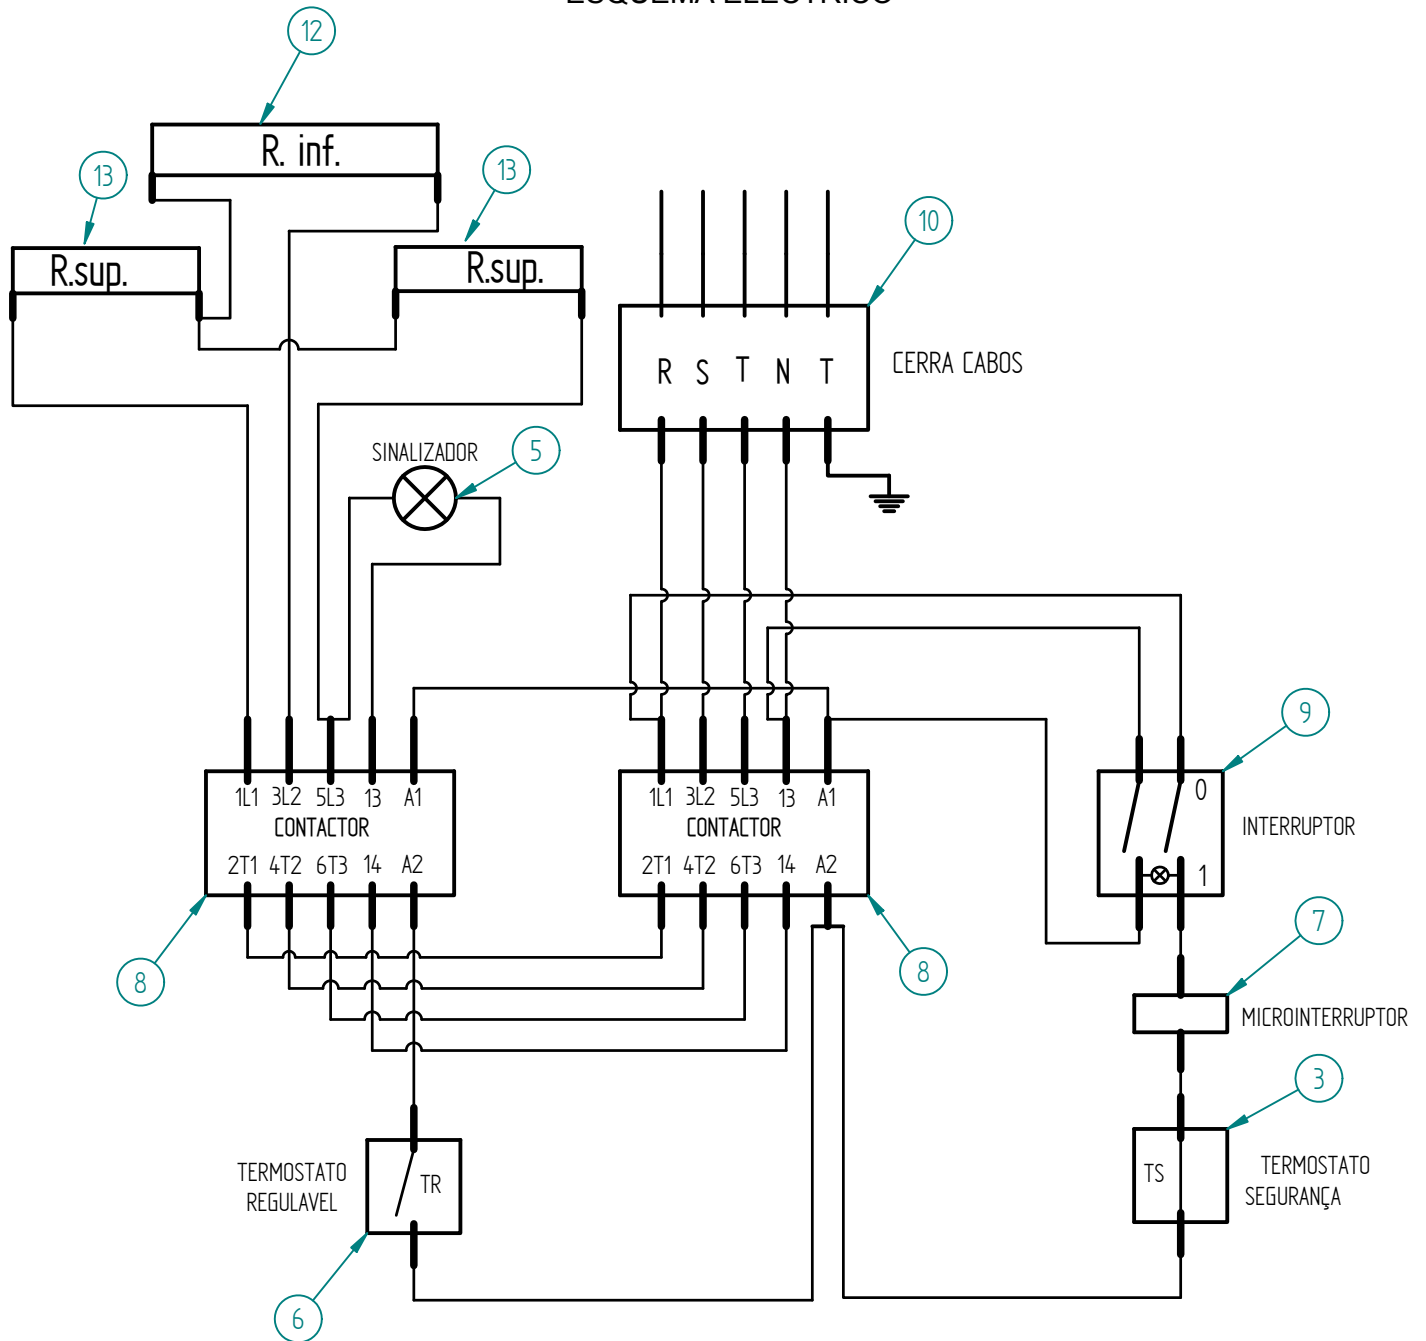 ESQUEMA ELECTRICO
12
R. inf.
13
13
R.sup.
R.sup.
10
R S T N T
CERRA CABOS
SINALIZADOR
5
9
1L1 3L2 5L3 13 A1
CONTACTOR
2T1 4T2 6T3 14 A2
1L1 3L2 5L3 13 A1
CONTACTOR
2T1 4T2 6T3 14 A2
0
INTERRUPTOR
1
8
8
7
MICROINTERRUPTOR
3
TERMOSTATO
REGULAVEL
TR
TS
TERMOSTATO
SEGURANÇA
6